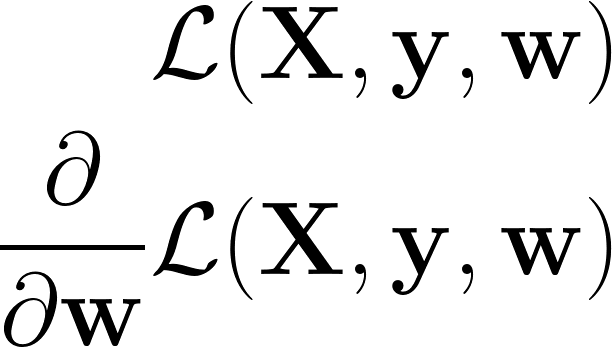 𝓛(𝐗, 𝐲, 𝐰)
∂/∂𝐰 𝓛(𝐗, 𝐲, 𝐰)